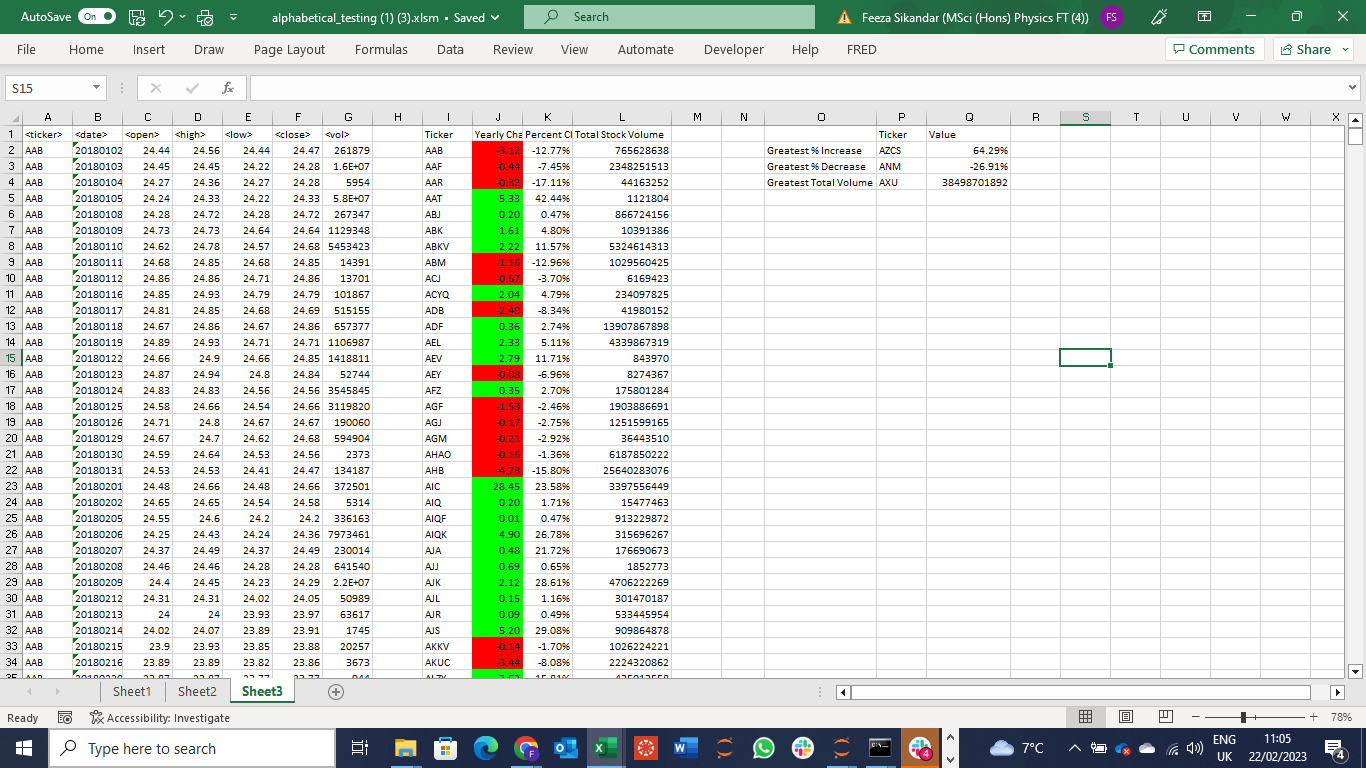 AutoSave On alphabetical_testing (1) (3).xlsm • Saved Search Feeza Sikandar (MSci (Hons) Physics FT (4)) FS
File Home Insert Draw Page Layout Formulas Data Review View Automate Developer Help FRED Comments Share
S15 fx
A B C D E F G H I J K L M N O P Q R S T U V W X
1 <ticker> <date> <open> <high> <low> <close> <vol> Ticker Yearly Cha Percent Cl Total Stock Volume Ticker Value
2 AAB 20180102 24.44 24.56 24.44 24.47 261879 AAB -3.12 -12.77% 765628638 Greatest % Increase AZCS 64.29%
3 AAB 20180103 24.45 24.45 24.22 24.28 1.6E+07 AAF -0.44 -7.45% 2348251513 Greatest % Decrease ANM -26.91%
4 AAB 20180104 24.27 24.36 24.27 24.28 5954 AAR -0.32 -17.11% 44163252 Greatest Total Volume AXU 38498701892
5 AAB 20180105 24.24 24.33 24.22 24.33 5.8E+07 AAT 5.33 42.44% 1121804
6 AAB 20180108 24.28 24.72 24.28 24.72 267347 ABJ 0.20 0.47% 866724156
7 AAB 20180109 24.73 24.73 24.64 24.64 1129348 ABK 1.61 4.80% 10391386
8 AAB 20180110 24.62 24.78 24.57 24.68 5453423 ABKV 2.22 11.57% 5324614313
9 AAB 20180111 24.68 24.85 24.68 24.85 14391 ABM -1.16 -12.96% 1029560425
10 AAB 20180112 24.86 24.86 24.71 24.86 13701 ACJ -0.57 -3.70% 6169423
11 AAB 20180116 24.85 24.93 24.79 24.79 101867 ACYQ 2.04 4.79% 234097825
12 AAB 20180117 24.81 24.85 24.68 24.69 515155 ADB -2.40 -8.34% 41980152
13 AAB 20180118 24.67 24.86 24.67 24.86 657377 ADF 0.36 2.74% 13907867898
14 AAB 20180119 24.89 24.93 24.71 24.71 1106987 AEL 2.33 5.11% 4339867319
15 AAB 20180122 24.66 24.9 24.66 24.85 1418811 AEV 2.79 11.71% 843970
16 AAB 20180123 24.87 24.94 24.8 24.84 52744 AEY -0.08 -6.96% 8274367
17 AAB 20180124 24.83 24.83 24.56 24.56 3545845 AFZ 0.35 2.70% 175801284
18 AAB 20180125 24.58 24.66 24.54 24.66 3119820 AGF -1.53 -2.46% 1903886691
19 AAB 20180126 24.71 24.8 24.67 24.67 190060 AGJ -0.17 -2.75% 1251599165
20 AAB 20180129 24.67 24.7 24.62 24.68 594904 AGM -0.21 -2.92% 36443510
21 AAB 20180130 24.59 24.64 24.53 24.56 2373 AHAO -0.16 -1.36% 6187850222
22 AAB 20180131 24.53 24.53 24.41 24.47 134187 AHB -4.78 -15.80% 25640283076
23 AAB 20180201 24.48 24.66 24.48 24.66 372501 AIC 28.45 23.58% 3397556449
24 AAB 20180202 24.65 24.65 24.54 24.58 5314 AIQ 0.20 1.71% 15477463
25 AAB 20180205 24.55 24.6 24.2 24.2 336163 AIQF 0.01 0.47% 913229872
26 AAB 20180206 24.25 24.43 24.24 24.36 7973461 AIQK 4.90 26.78% 315696267
27 AAB 20180207 24.37 24.49 24.37 24.49 230014 AJA 0.48 21.72% 176690673
28 AAB 20180208 24.46 24.46 24.28 24.28 641540 AJJ 0.69 0.65% 1852773
29 AAB 20180209 24.4 24.45 24.23 24.29 2.2E+07 AJK 2.12 28.61% 4706222269
30 AAB 20180212 24.31 24.31 24.02 24.05 50989 AJL 0.15 1.16% 301470187
31 AAB 20180213 24 24 23.93 23.97 63617 AJR 0.09 0.49% 533445954
32 AAB 20180214 24.02 24.07 23.89 23.91 1745 AJS 5.20 29.08% 909864878
33 AAB 20180215 23.9 23.93 23.85 23.88 20257 AKKV -0.14 -1.70% 1026224221
34 AAB 20180216 23.89 23.89 23.82 23.86 3673 AKUC -3.44 -8.08% 2224320862
Sheet1 Sheet2 Sheet3
Ready Accessibility: Investigate 78%
Type here to search 4 7°C ENG UK 11:05 22/02/2023 4